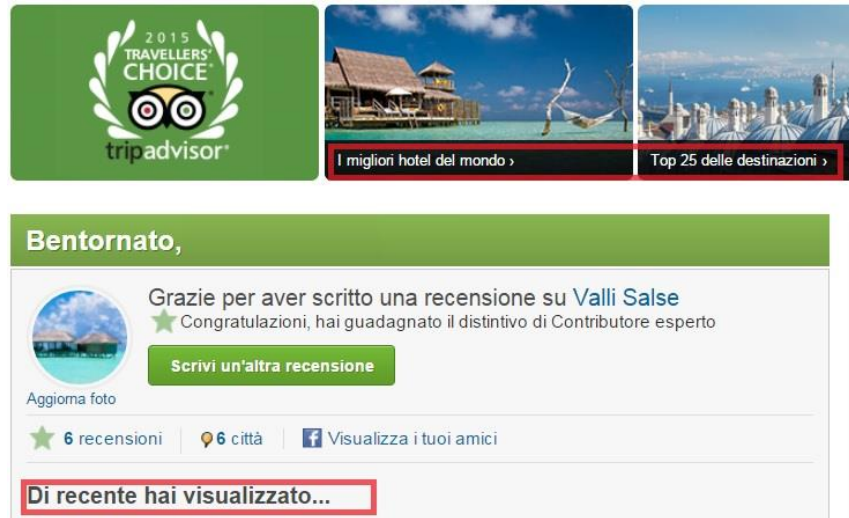 2015
TRAVELLERS'
CHOICE
tripadvisor®
I migliori hotel del mondo ›
Top 25 delle destinazioni ›
Bentornato,
Grazie per aver scritto una recensione su Valli Salse
Congratulazioni, hai guadagnato il distintivo di Contributore esperto
Scrivi un'altra recensione
Aggiorna foto
6 recensioni
6 città
f Visualizza i tuoi amici
Di recente hai visualizzato...